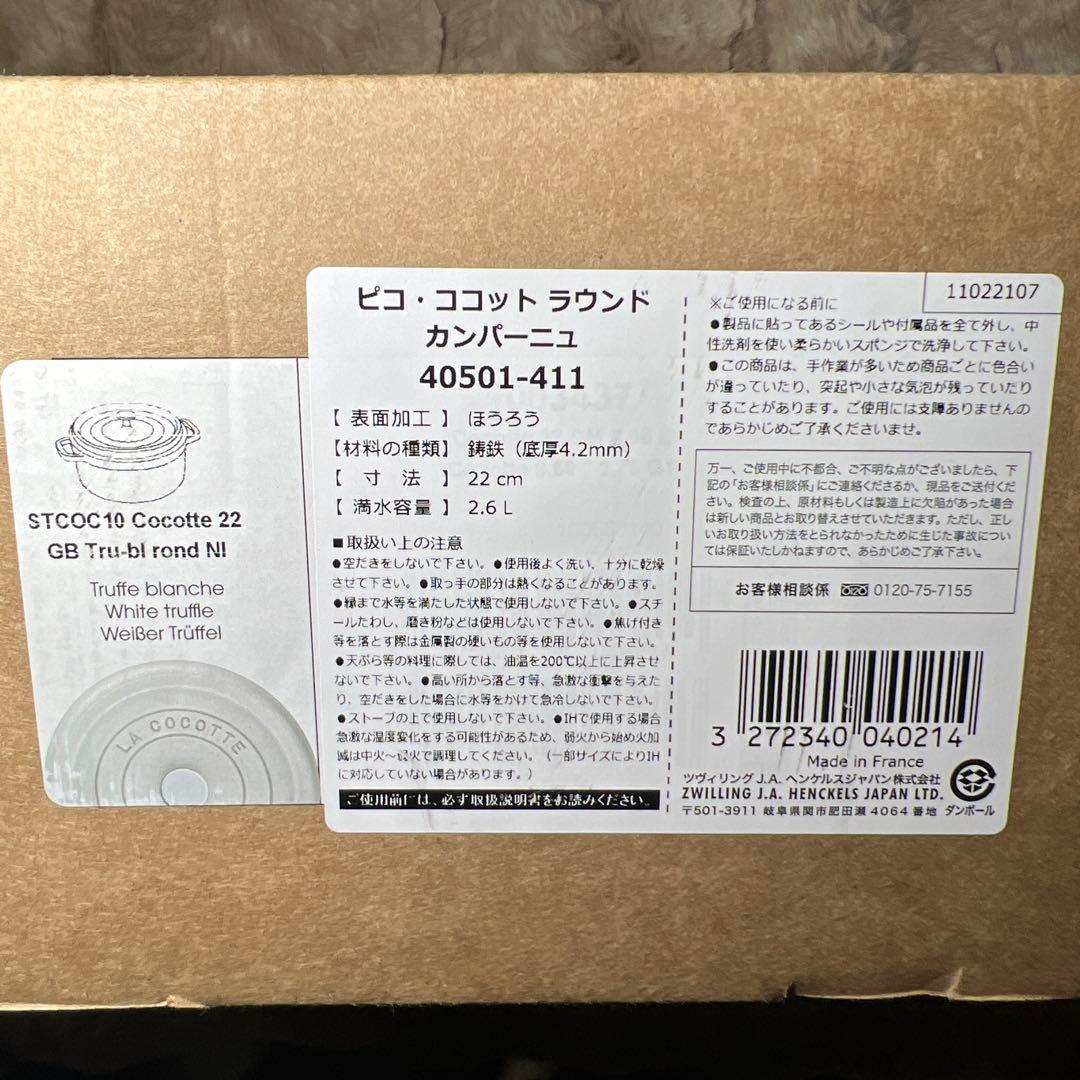 STCOC10 Cocotte 22
GB Tru-bl rond NI
Truffe blanche
White truffle
Weißer Trüffel
LA COCOTTE
ピコ・ココット ラウンド
カンパーニュ
40501-411
【 表面加工 】 ほうろう
【材料の種類】 鋳鉄（底厚4.2mm）
【 寸 法 】 22 cm
【 満水容量 】 2.6 L
■取扱い上の注意
●空だきをしないで下さい。●使用後よく洗い、十分に乾燥
させて下さい。●取っ手の部分は熱くなることがあります。
●縁まで水等を満たした状態で使用しないで下さい。●スチ
ールたわし、磨き粉などは使用しないで下さい。●焦げ付き
等を落とす際は金属製の硬いもの等を使用しないで下さい。
●天ぷら等の料理に際しては、油温を200℃以上に上昇させ
ないで下さい。●高い所から落とす等、急激な衝撃を与えた
り、空だきをした場合に水等をかけて急冷しないで下さい。
●ストーブの上で使用しないで下さい。●IHで使用する場合
急激な温度変化をする可能性があるため、弱火から始め火加
減は中火～弱火で調理してください。（一部サイズによりIH
に対応していない場合があります。）
ご使用前には、必ず取扱説明書をお読みください。
11022107
※ご使用になる前に
●製品に貼ってあるシールや付属品を全て外し、中
性洗剤を使い柔らかいスポンジで洗浄して下さい。
●この商品は、手作業が多いため商品ごとに色合い
が違っていたり、突起や小さな気泡が残っていたり
することがあります。ご使用には支障ありませんの
であらかじめご了承くださいませ。
万一、ご使用中に不都合、ご不明な点がございましたら、下
記の「お客様相談係」にご連絡くださるか、現品をご送付くださ
い。検査の上、原材料もしくは製造上に欠陥があった場合
は新しい商品とお取り替えさせていただきます。ただし、正し
いお取り扱い方法をとられなかったために生じた事故につい
ては保証いたしかねますので、あらかじめご了承下さい。
お客様相談係 0120-75-7155
3 272340 040214
Made in France
ツヴィリング J.A. ヘンケルスジャパン株式会社
ZWILLING J.A. HENCKELS JAPAN LTD.
〒501-3911 岐阜県関市肥田瀬 4064 番地
ダンボール